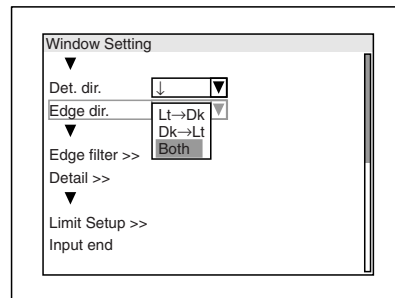 Window Setting
▼
Det. dir. ↓ ▼
Edge dir. ▼
Lt→Dk
Dk→Lt
Both
▼
Edge filter >>
Detail >>
▼
Limit Setup >>
Input end